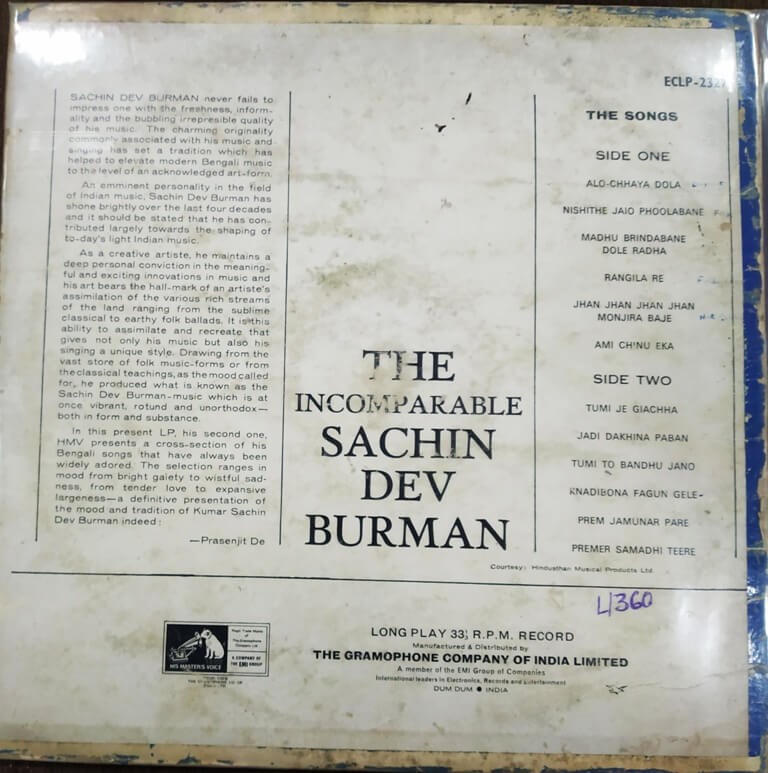 ECLP-232
SACHIN DEV BURMAN never fails to
impress one with the freshness, inform-
ality and the bubbling irrepresible quality
of his music. The charming originality
commonly associated with his music and
singing has set a tradition which has
helped to elevate modern Bengali music
to the level of an acknowledged art-form.
An emminent personality in the field
of Indian music, Sachin Dev Burman has
shone brightly over the last four decades
and it should be stated that he has con-
tributed largely towards the shaping of
to-day's light Indian music.
As a creative artiste, he maintains a
deep personal conviction in the meaning-
ful and exciting innovations in music and
his art bears the hall-mark of an artiste's
assimilation of the various rich streams
of the land ranging from the sublime
classical to earthy folk ballads. It is this
ability to assimilate and recreate that
gives not only his music but also his
singing a unique style. Drawing from the
vast store of folk music-forms or from
the classical teachings, as the mood called
for, he produced what is known as the
Sachin Dev Burman-music which is at
once vibrant, rotund and unorthodox—
both in form and substance.
In this present LP, his second one,
HMV presents a cross-section of his
Bengali songs that have always been
widely adored. The selection ranges in
mood from bright gaiety to wistful sad-
ness, from tender love to expansive
largeness—a definitive presentation of
the mood and tradition of Kumar Sachin
Dev Burman indeed!
—Prasenjit De
THE
INCOMPARABLE
SACHIN
DEV
BURMAN
THE SONGS
SIDE ONE
ALO-CHHAYA DOLA
NISHITHE JAIO PHOOLABANE
MADHU BRINDABANE
DOLE RADHA
RANGILA RE
JHAN JHAN JHAN JHAN
MONJIRA BAJE
AMI CH'NU EKA
SIDE TWO
TUMI JE GIACHHA
JADI DAKHINA PABAN
TUMI TO BANDHU JANO
KNADIBONA FAGUN GELE-
PREM JAMUNAR PARE
PREMER SAMADHI TEERE
Courtesy: Hindusthan Musical Products Ltd.
L/360
HIS MASTER'S VOICE
Regd. Trade Marks of
The Gramophone
Company Ltd
A COMPANY OF
THE EMI GROUP
LONG PLAY 33⅓ R.P.M. RECORD
Manufactured & Distributed by
THE GRAMOPHONE COMPANY OF INDIA LIMITED
A member of the EMI Group of Companies
International leaders in Electronics, Records and Entertainment
DUM DUM ● INDIA